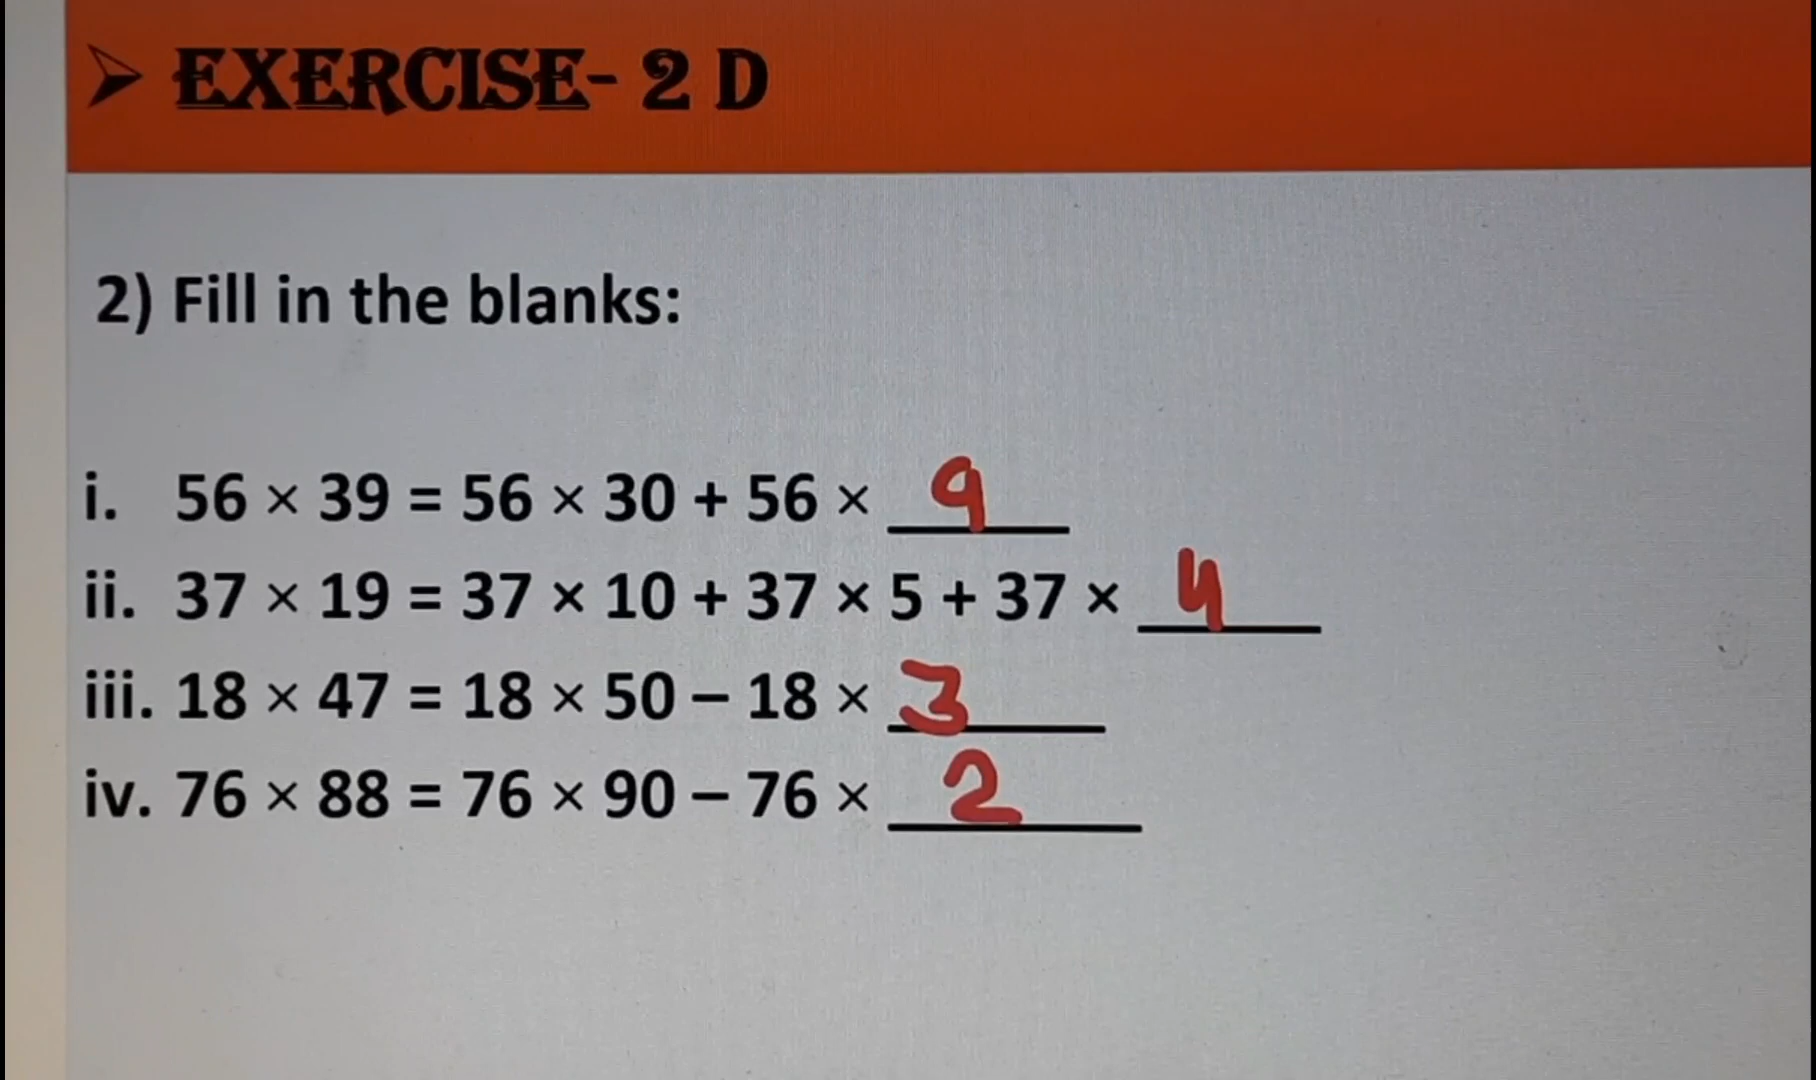 ➢ EXERCISE- 2 D
2) Fill in the blanks:
i. 56 × 39 = 56 × 30 + 56 × 9
ii. 37 × 19 = 37 × 10 + 37 × 5 + 37 × 4
iii. 18 × 47 = 18 × 50 – 18 × 3
iv. 76 × 88 = 76 × 90 – 76 × 2